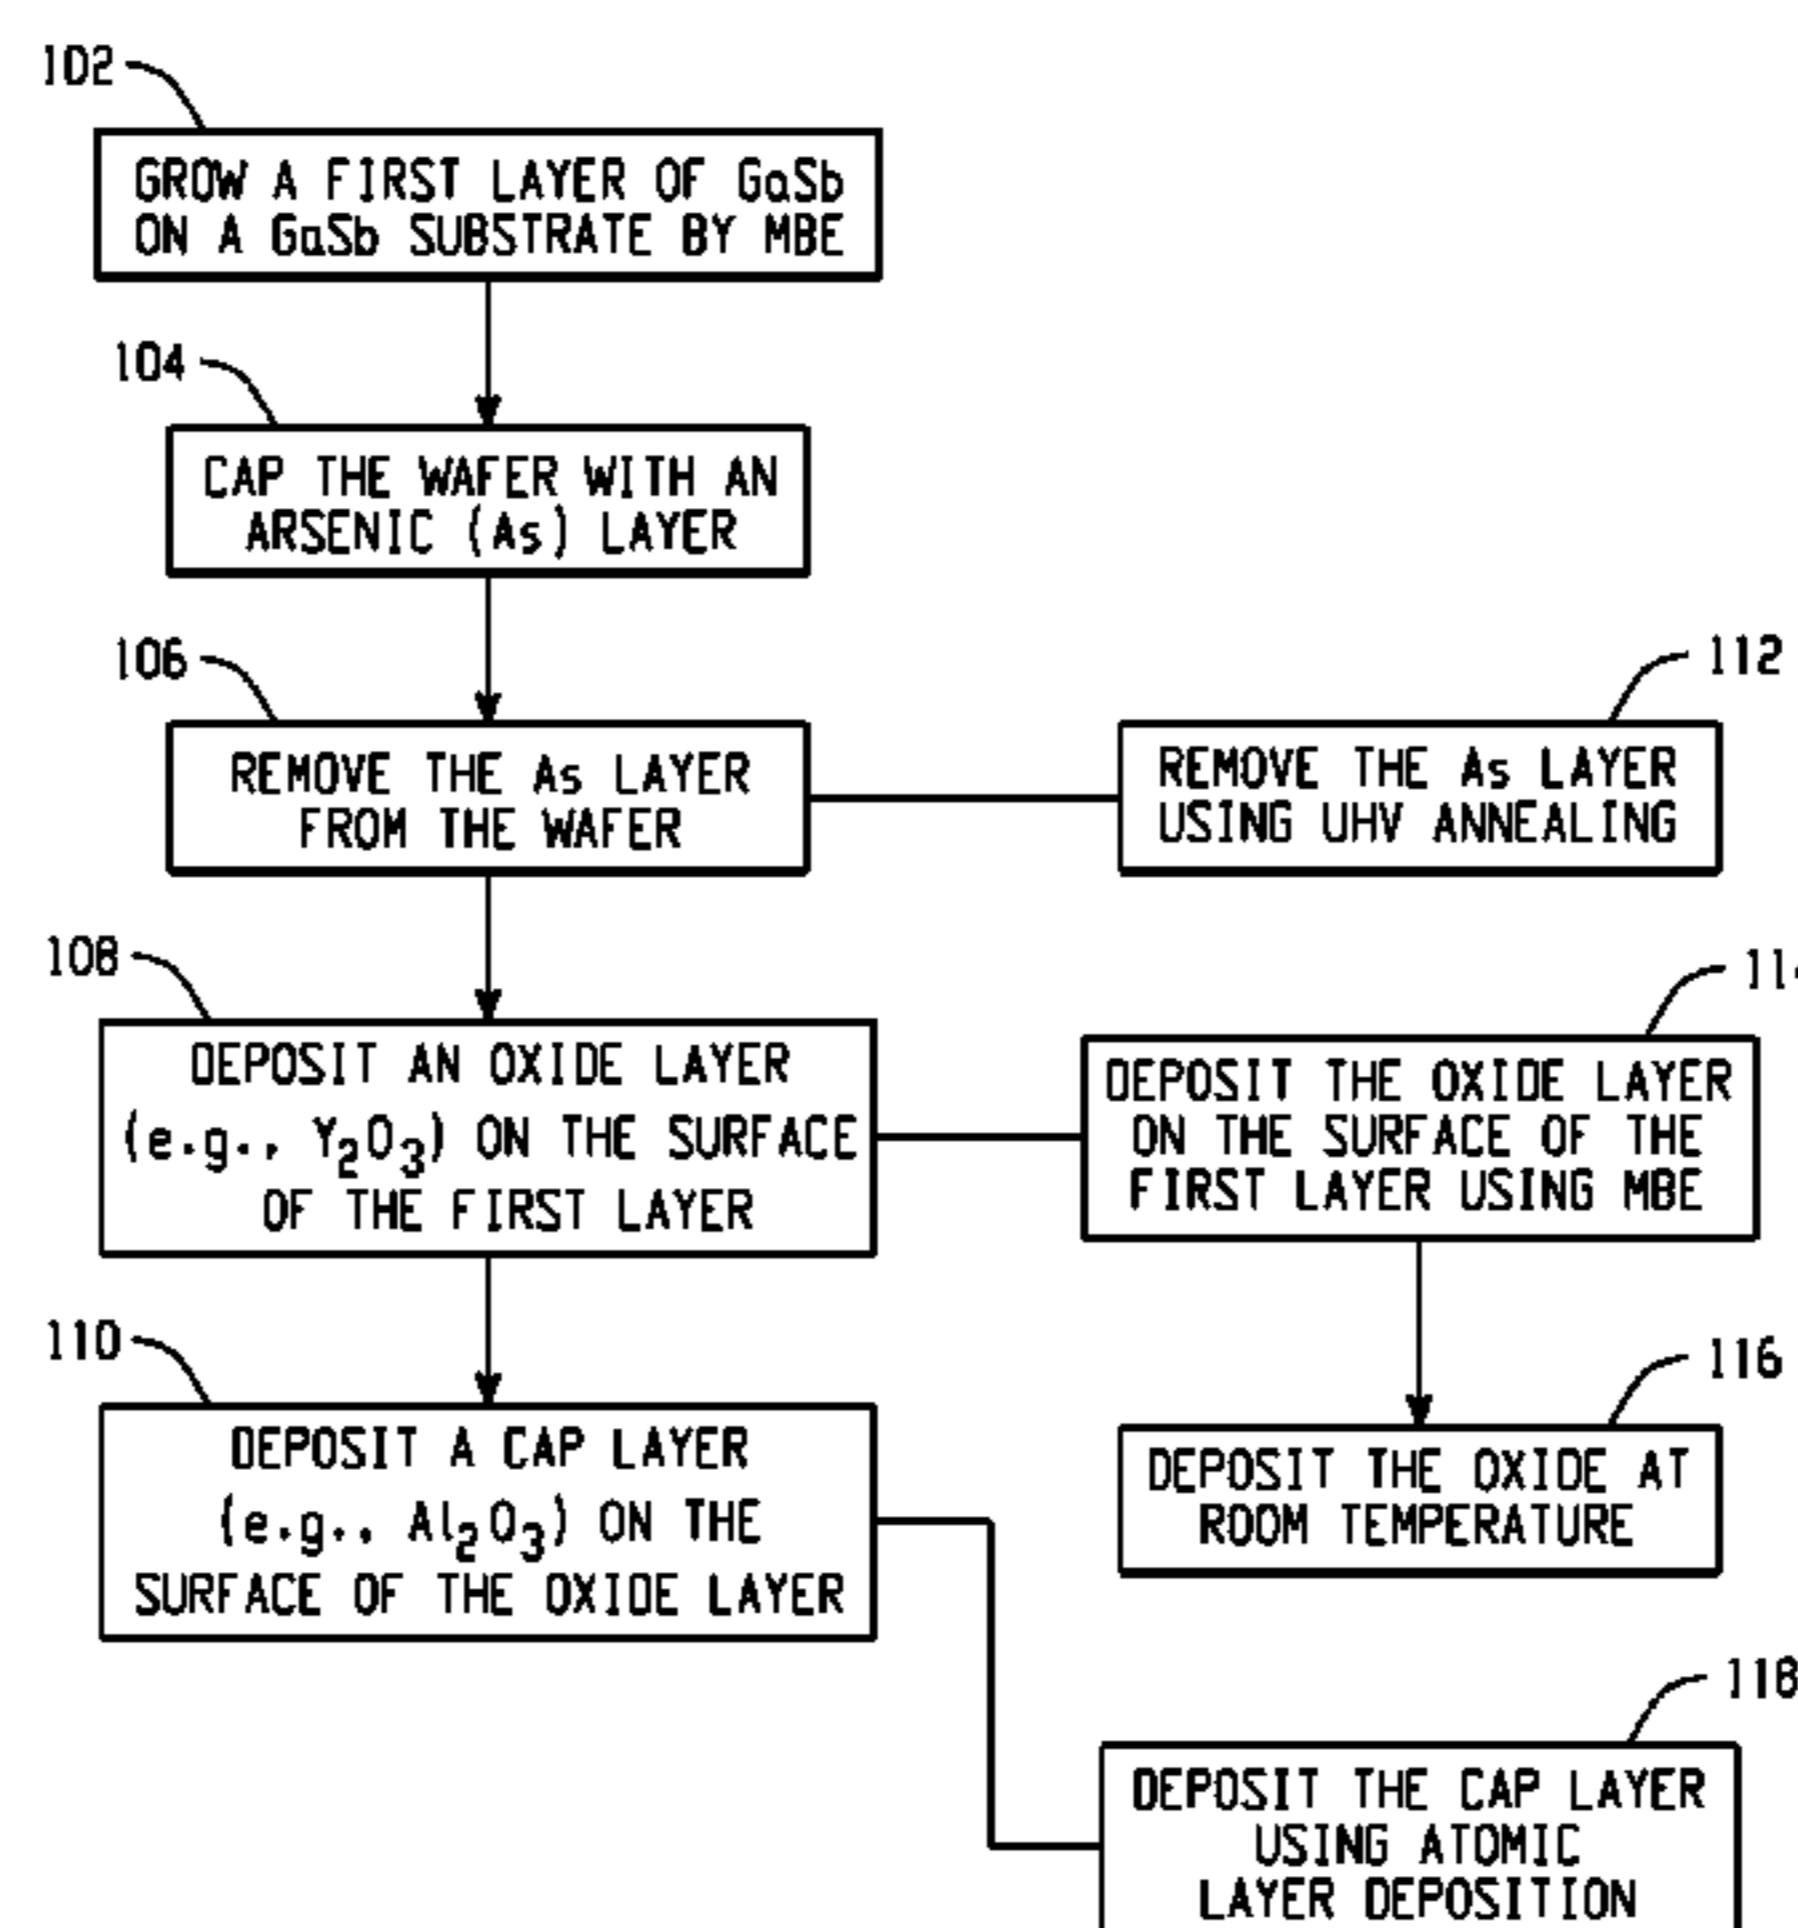 102
GROW A FIRST LAYER OF GaSb
ON A GaSb SUBSTRATE BY MBE
104
CAP THE WAFER WITH AN
ARSENIC (As) LAYER
106
REMOVE THE As LAYER
FROM THE WAFER
112
REMOVE THE As LAYER
USING UHV ANNEALING
108
DEPOSIT AN OXIDE LAYER
(e.g., Y₂O₃) ON THE SURFACE
OF THE FIRST LAYER
DEPOSIT THE OXIDE LAYER
ON THE SURFACE OF THE
FIRST LAYER USING MBE
110
DEPOSIT A CAP LAYER
(e.g., Al₂O₃) ON THE
SURFACE OF THE OXIDE LAYER
116
DEPOSIT THE OXIDE AT
ROOM TEMPERATURE
118
DEPOSIT THE CAP LAYER
USING ATOMIC
LAYER DEPOSITION